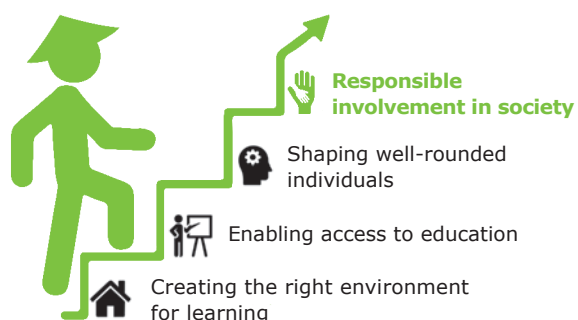 Responsible
involvement in society
Shaping well-rounded
individuals
Enabling access to education
Creating the right environment
for learning